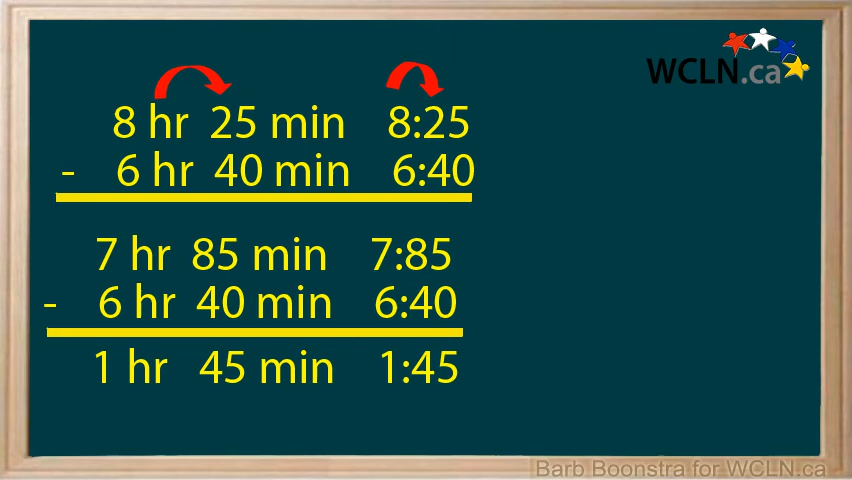 WCLN.ca
8 hr 25 min 8:25
- 6 hr 40 min 6:40
7 hr 85 min 7:85
- 6 hr 40 min 6:40
1 hr 45 min 1:45
Barb Boonstra for WCLN.ca